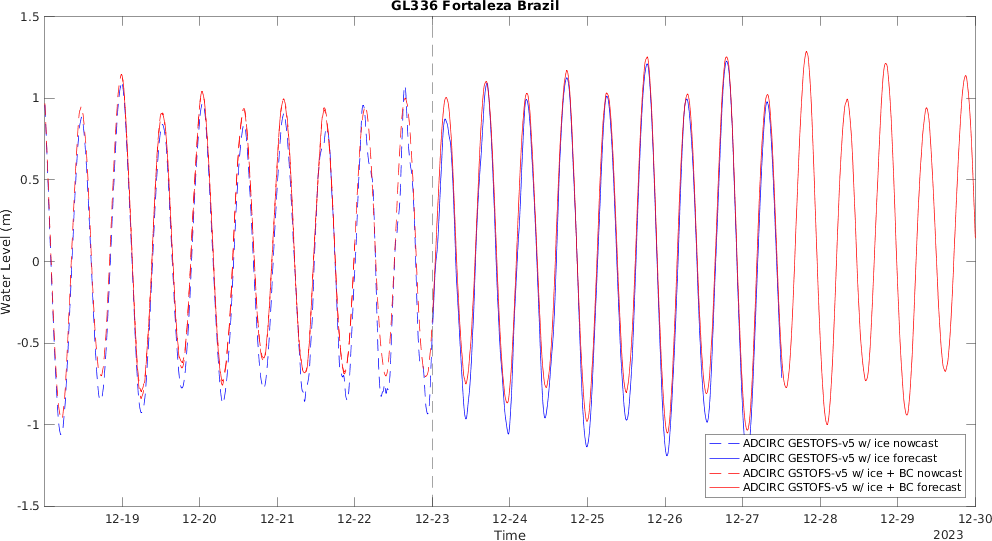 GL336 Fortaleza Brazil
1.5
1
0.5
0
-0.5
-1
-1.5
Water Level (m)
ADCIRC GESTOFS-v5 w/ ice nowcast
ADCIRC GESTOFS-v5 w/ ice forecast
ADCIRC GSTOFS-v5 w/ ice + BC nowcast
ADCIRC GSTOFS-v5 w/ ice + BC forecast
12-19 12-20 12-21 12-22 12-23 12-24 12-25 12-26 12-27 12-28 12-29 12-30
Time
2023